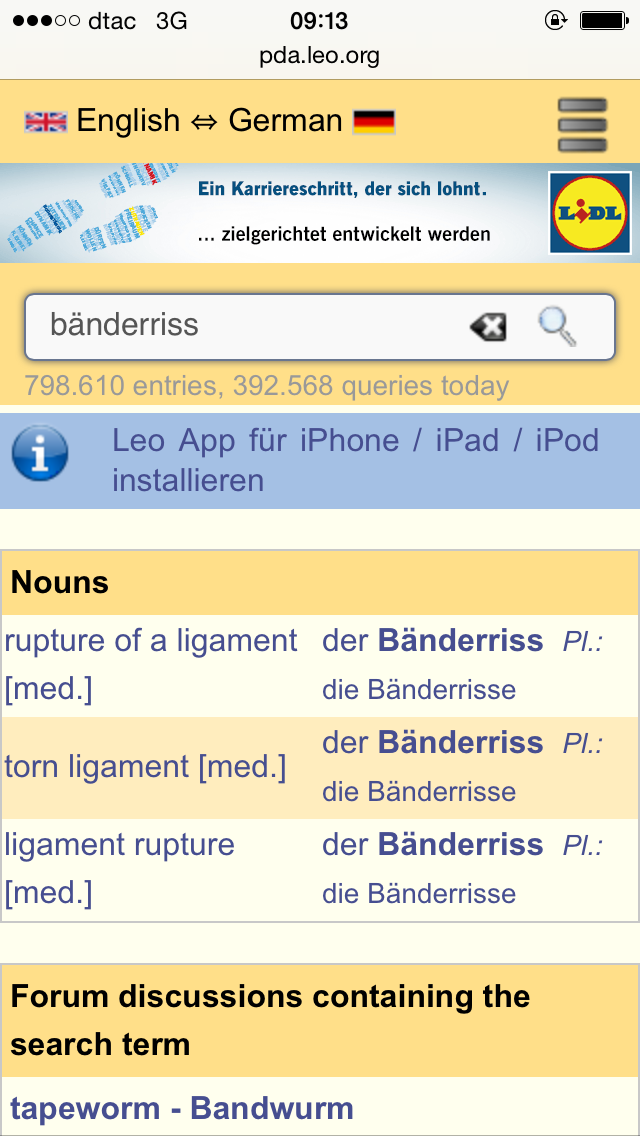 dtac 3G 09:13
pda.leo.org
English ⇔ German
Ein Karriereschritt, der sich lohnt.
... zielgerichtet entwickelt werden
LIDL
bänderriss
798.610 entries, 392.568 queries today
Leo App für iPhone / iPad / iPod
installieren
Nouns
rupture of a ligament der Bänderriss Pl.:
[med.] die Bänderrisse
der Bänderriss Pl.:
torn ligament [med.]
die Bänderrisse
ligament rupture der Bänderriss Pl.:
[med.] die Bänderrisse
Forum discussions containing the
search term
tapeworm - Bandwurm